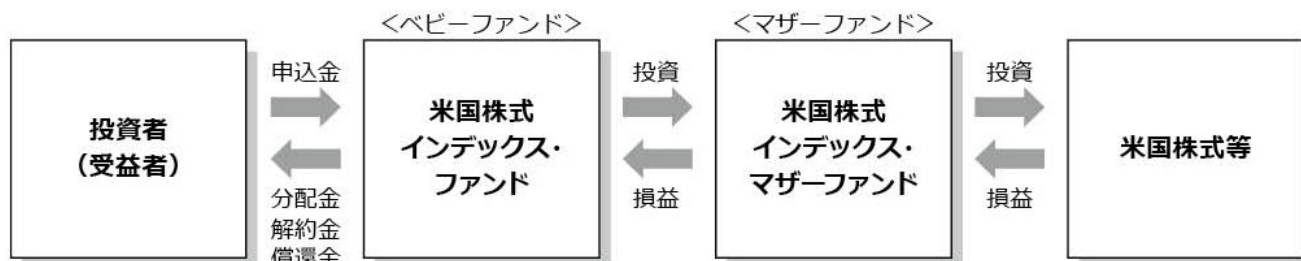 <ベビーファンド>
<マザーファンド>
投資者
（受益者）
申込金
分配金
解約金
償還金
米国株式
インデックス・
ファンド
投資
損益
米国株式
インデックス・
マザーファンド
投資
損益
米国株式等